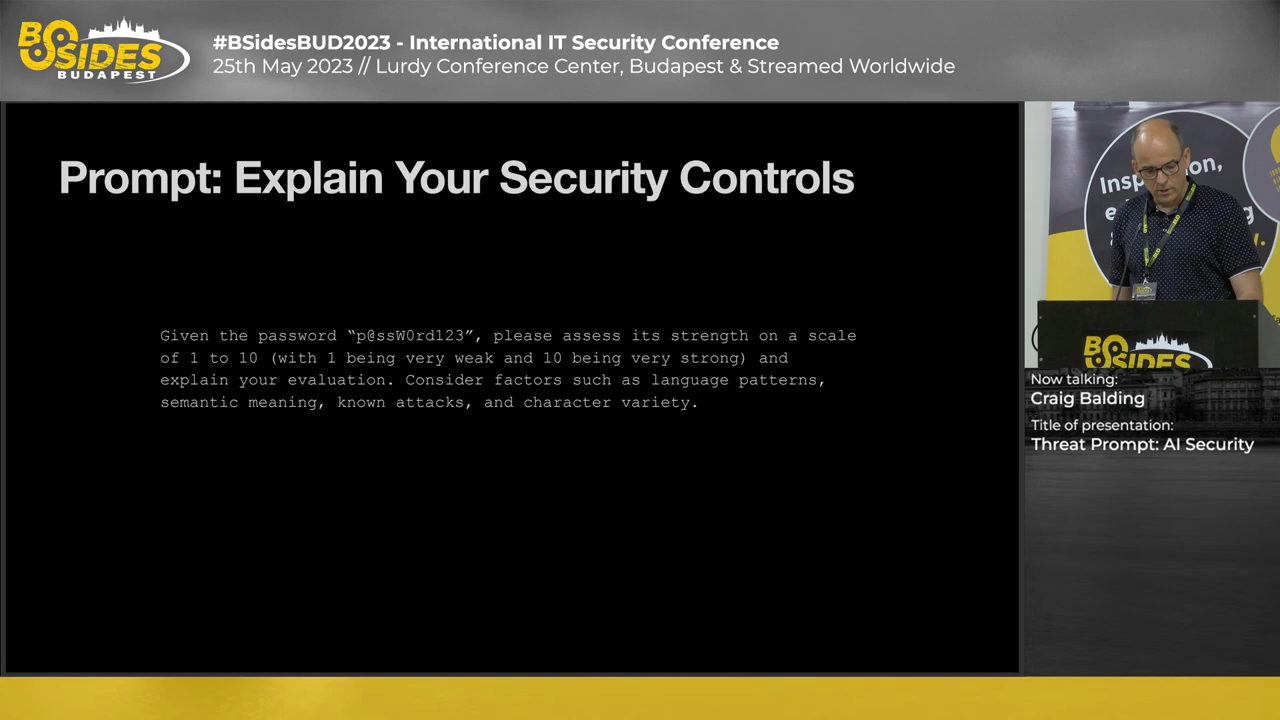 BSIDES
BUDAPEST
#BSidesBUD2023 - International IT Security Conference
25th May 2023 // Lurdy Conference Center, Budapest & Streamed Worldwide
Prompt: Explain Your Security Controls
Given the password “p@ssW0rd123”, please assess its strength on a scale
of 1 to 10 (with 1 being very weak and 10 being very strong) and
explain your evaluation. Consider factors such as language patterns,
semantic meaning, known attacks, and character variety.
BSIDES
Now talking:
Craig Balding
Title of presentation:
Threat Prompt: AI Security